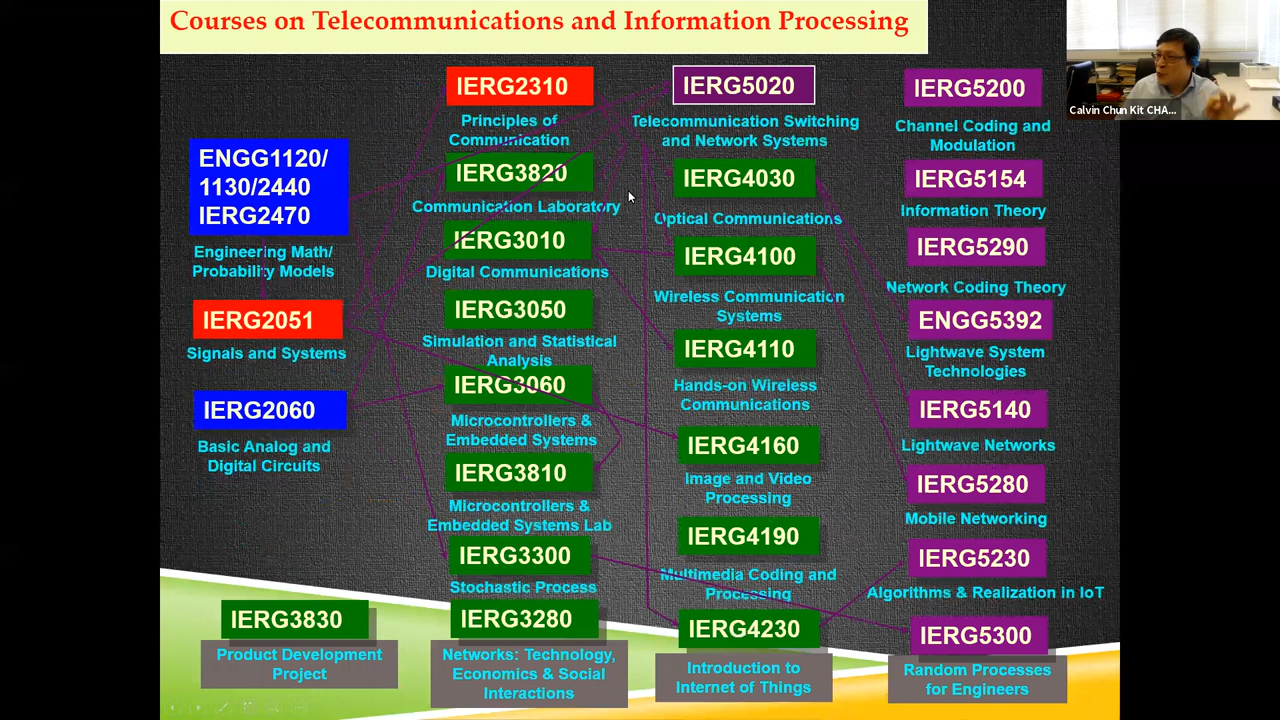 Courses on Telecommunications and Information Processing
Calvin Chun Kit CHA...
ENGG1120/
1130/2440
IERG2470
Engineering Math/
Probability Models
IERG2051
Signals and Systems
IERG2060
Basic Analog and
Digital Circuits
IERG3830
Product Development
Project
IERG2310
Principles of
Communication
IERG3820
Communication Laboratory
IERG3010
Digital Communications
IERG3050
Simulation and Statistical
Analysis
IERG3060
Microcontrollers &
Embedded Systems
IERG3810
Microcontrollers &
Embedded Systems Lab
IERG3300
Stochastic Process
IERG3280
Networks: Technology,
Economics & Social
Interactions
IERG5020
Telecommunication Switching
and Network Systems
IERG4030
Optical Communications
IERG4100
Wireless Communication
Systems
IERG4110
Hands-on Wireless
Communications
IERG4160
Image and Video
Processing
IERG4190
Multimedia Coding and
Processing
IERG4230
Introduction to
Internet of Things
IERG5200
Channel Coding and
Modulation
IERG5154
Information Theory
IERG5290
Network Coding Theory
ENGG5392
Lightwave System
Technologies
IERG5140
Lightwave Networks
IERG5280
Mobile Networking
IERG5230
Algorithms & Realization in IoT
IERG5300
Random Processes
for Engineers